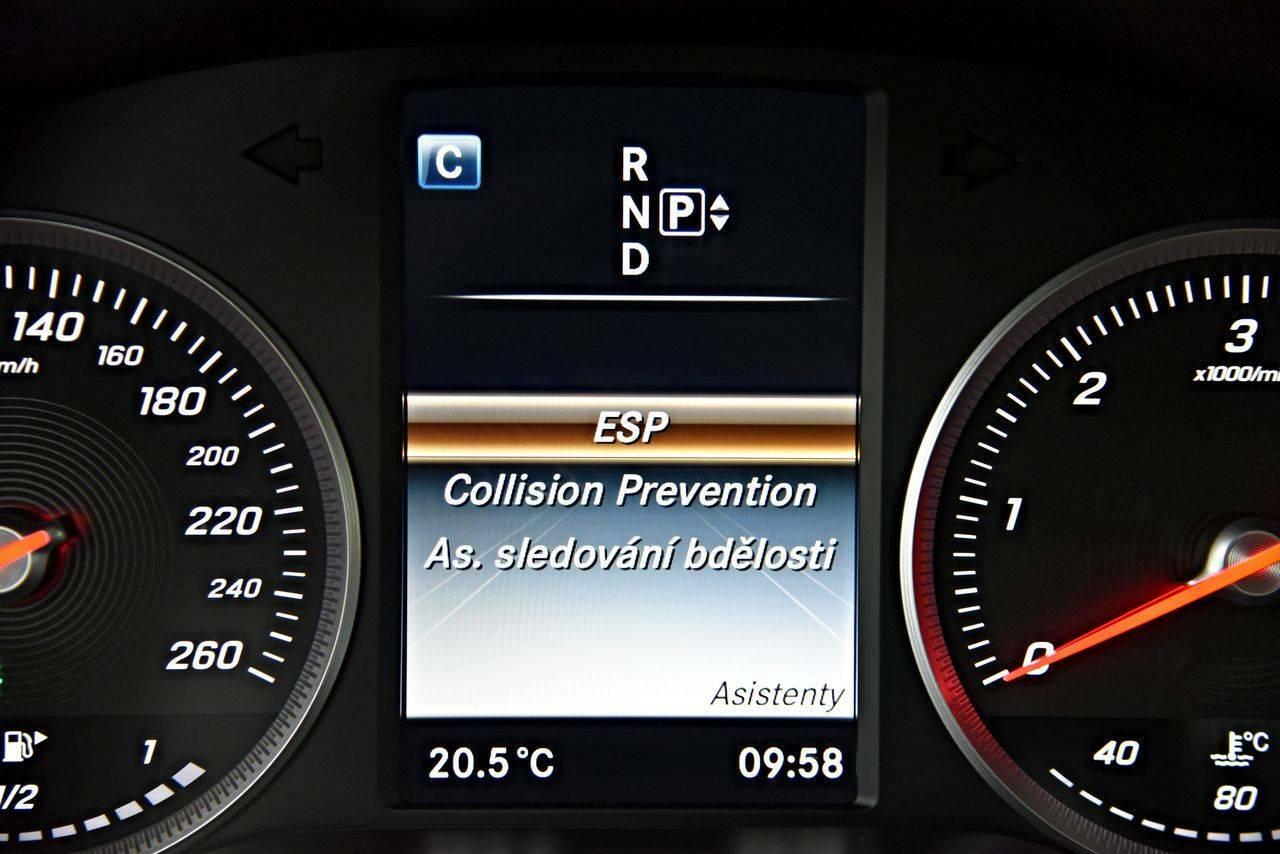 C
R
N P
D
140
160
m/h
180
200
220
240
260
1
1/2
ESP
Collision Prevention
As. sledování bdělosti
Asistenty
20.5 °C
09:58
3
x1000/mi
2
1
0
40
°C
80